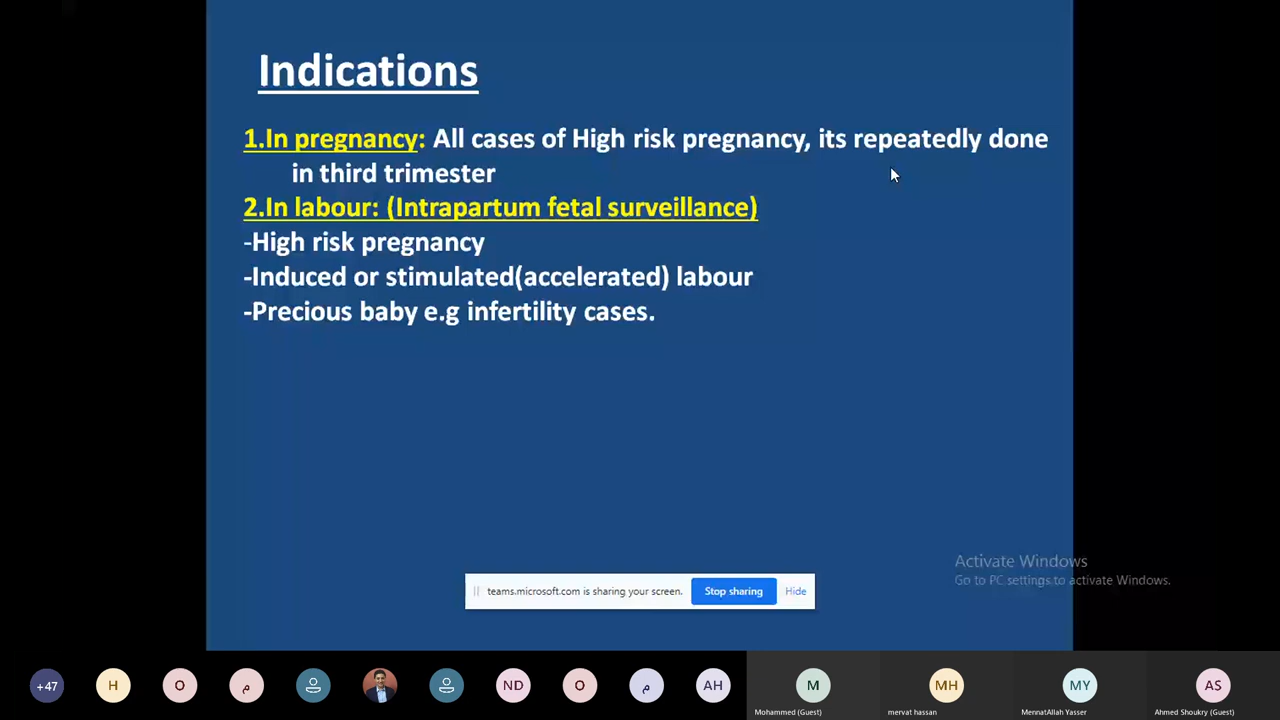 Indications
1.In pregnancy: All cases of High risk pregnancy, its repeatedly done
in third trimester
2.In labour: (Intrapartum fetal surveillance)
-High risk pregnancy
-Induced or stimulated(accelerated) labour
-Precious baby e.g infertility cases.
Activate Windows
Go to PC settings to activate Windows.
teams.microsoft.com is sharing your screen. Stop sharing Hide
+47 H O م ND O م AH M MH MY AS
Mohammed (Guest) mervat hassan MennatAllah Yasser Ahmed Shoukry (Guest)